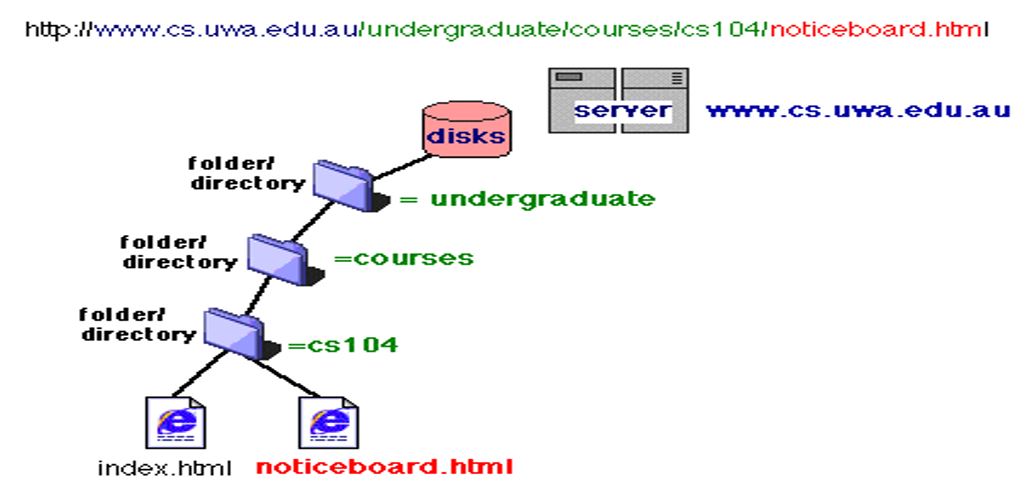 http://www.cs.uwa.edu.au/undergraduate/courses/cs104/noticeboard.html
server www.cs.uwa.edu.au
disks
folder/
directory
= undergraduate
folder/
directory
=courses
folder/
directory
=cs104
index.html noticeboard.html